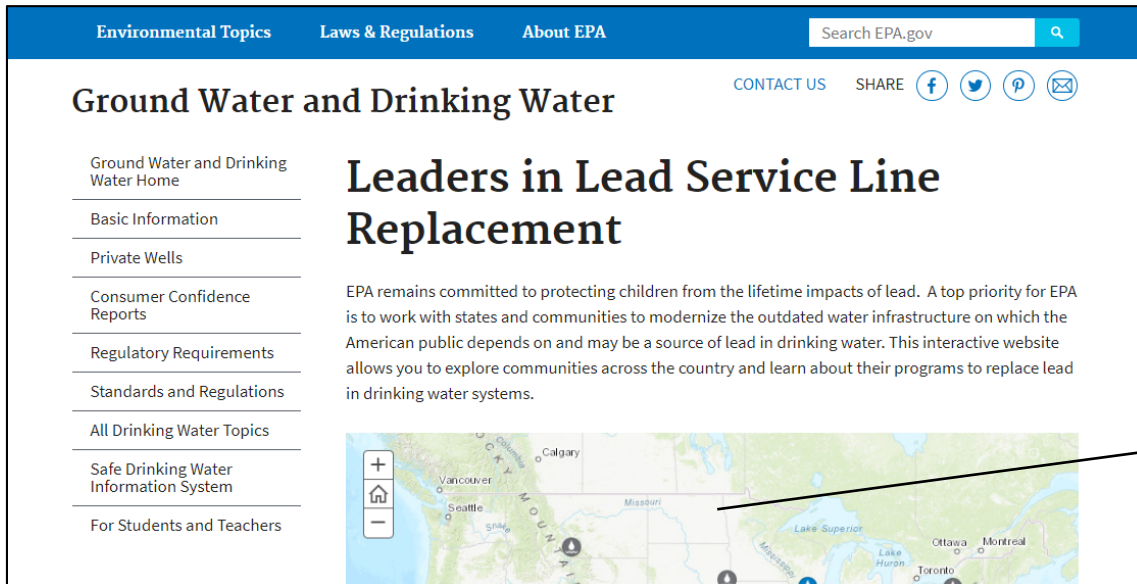 Environmental Topics Laws & Regulations About EPA Search EPA.gov
CONTACT US SHARE
Ground Water and Drinking Water
Ground Water and Drinking
Water Home
Basic Information
Private Wells
Consumer Confidence
Reports
Regulatory Requirements
Standards and Regulations
All Drinking Water Topics
Safe Drinking Water
Information System
For Students and Teachers
Leaders in Lead Service Line
Replacement
EPA remains committed to protecting children from the lifetime impacts of lead. A top priority for EPA
is to work with states and communities to modernize the outdated water infrastructure on which the
American public depends on and may be a source of lead in drinking water. This interactive website
allows you to explore communities across the country and learn about their programs to replace lead
in drinking water systems.
Calgary
Columbia
Vancouver
Seattle
Snake
ROCKY MOUNTAIN
Missouri
Mississippi
Lake Superior
Lake
Huron
Ottawa
Montreal
Toronto